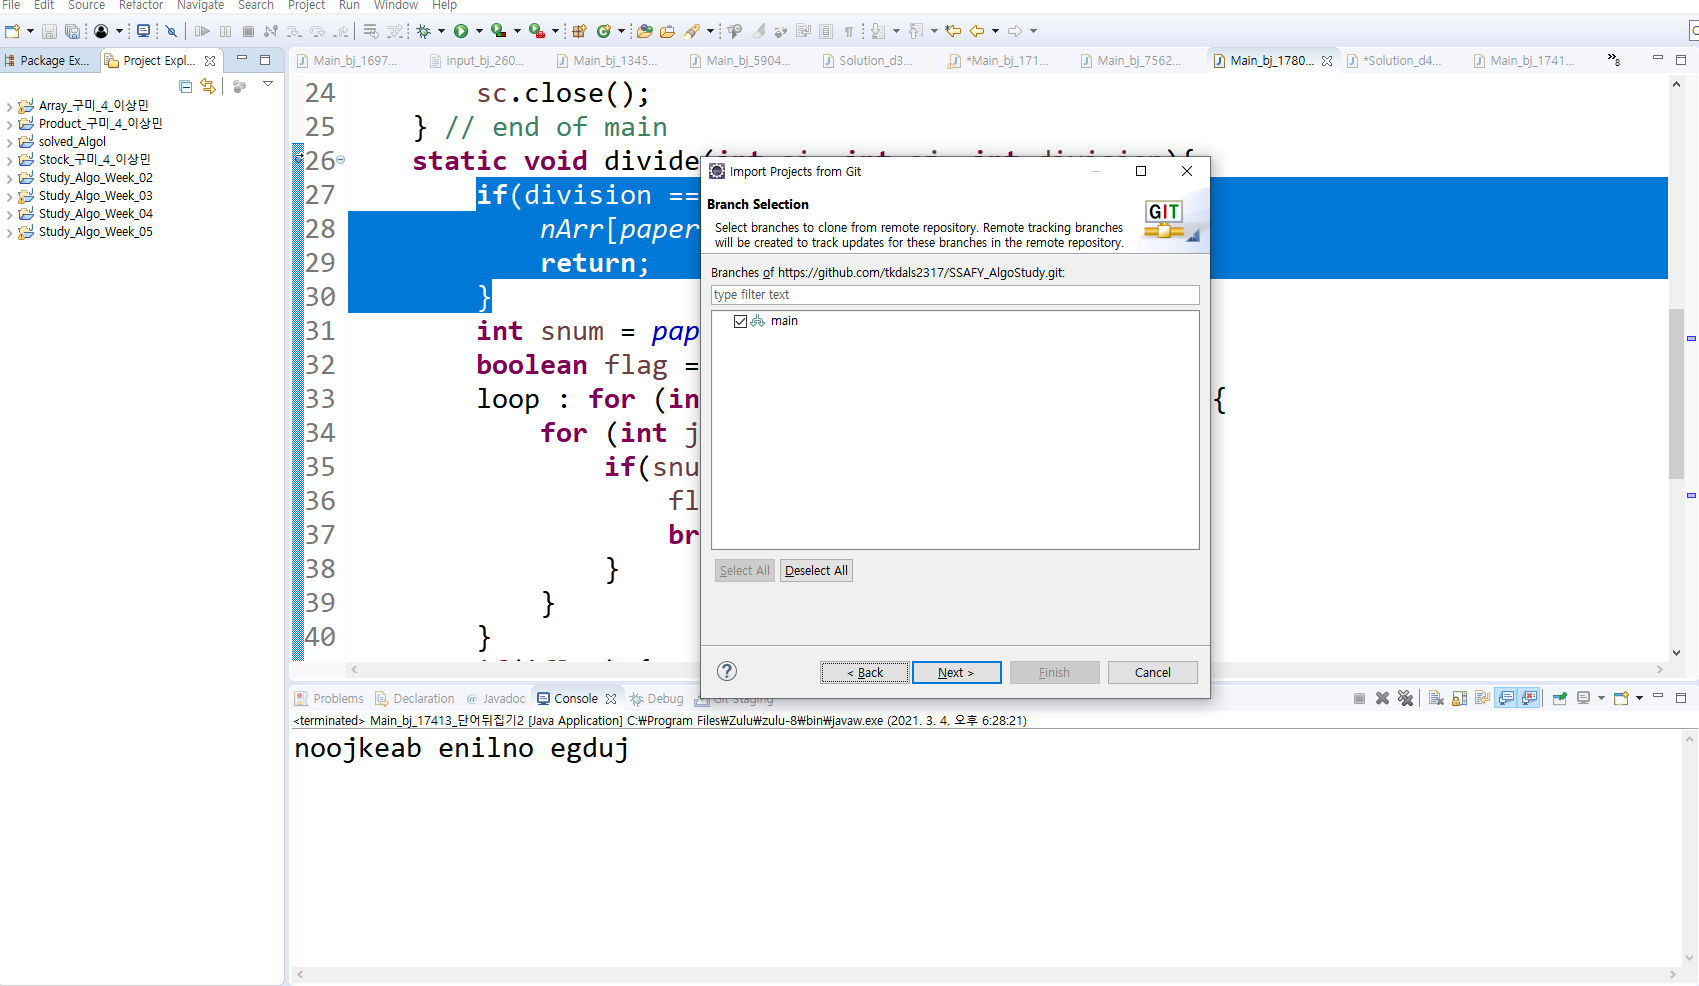 File Edit Source Refactor Navigate Search Project Run Window Help
Package Ex... Project Expl...
Main_bj_1697... input_bj_260... Main_bj_1345... Main_bj_5904... Solution_d3... *Main_bj_171... Main_bj_7562... Main_bj_1780... *Solution_d4... Main_bj_1741... »8
Array_구미_4_이상민
Product_구미_4_이상민
solved_Algol
Stock_구미_4_이상민
Study_Algo_Week_02
Study_Algo_Week_03
Study_Algo_Week_04
Study_Algo_Week_05
24 sc.close();
25 } // end of main
26 static void divide(
27 if(division ==
28 nArr[paper
29 return;
30 }
31 int snum = pap
32 boolean flag =
33 loop : for (in {
34 for (int j
35 if(snu
36 fl
37 br
38 }
39 }
40 }
Import Projects from Git
Branch Selection
GIT
Select branches to clone from remote repository. Remote tracking branches
will be created to track updates for these branches in the remote repository.
Branches of https://github.com/tkdals2317/SSAFY_AlgoStudy.git:
type filter text
main
Select All Deselect All
? < Back Next > Finish Cancel
Problems Declaration @ Javadoc Console Debug Git Staging
<terminated> Main_bj_17413_단어뒤집기2 [Java Application] C:₩Program Files₩Zulu₩zulu-8₩bin₩javaw.exe (2021. 3. 4. 오후 6:28:21)
noojkeab enilno egduj